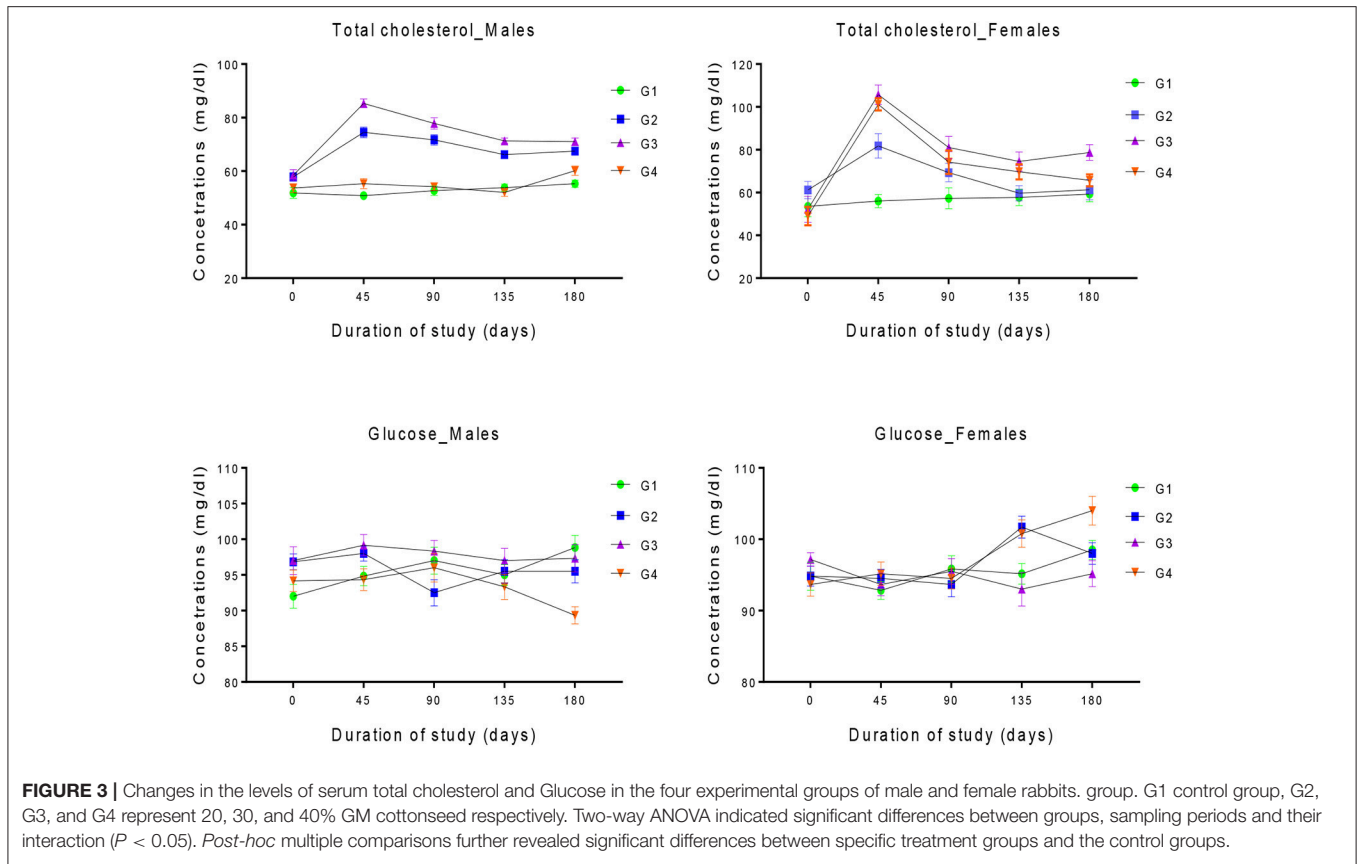 Total cholesterol_Males
Concetrations (mg/dl)
100
80
60
40
20
0 45 90 135 180
Duration of study (days)
G1
G2
G3
G4
Total cholesterol_Females
Concetrations (mg/dl)
120
100
80
60
40
20
0 45 90 135 180
Duration of study (days)
G1
G2
G3
G4
Glucose_Males
Concetrations (mg/dl)
110
105
100
95
90
85
80
0 45 90 135 180
Duration of study (days)
G1
G2
G3
G4
Glucose_Females
Concetrations (mg/dl)
110
100
90
80
0 45 90 135 180
Duration of study (days)
G1
G2
G3
G4
FIGURE 3 | Changes in the levels of serum total cholesterol and Glucose in the four experimental groups of male and female rabbits. group. G1 control group, G2,
G3, and G4 represent 20, 30, and 40% GM cottonseed respectively. Two-way ANOVA indicated significant differences between groups, sampling periods and their
interaction (P < 0.05). Post-hoc multiple comparisons further revealed significant differences between specific treatment groups and the control groups.